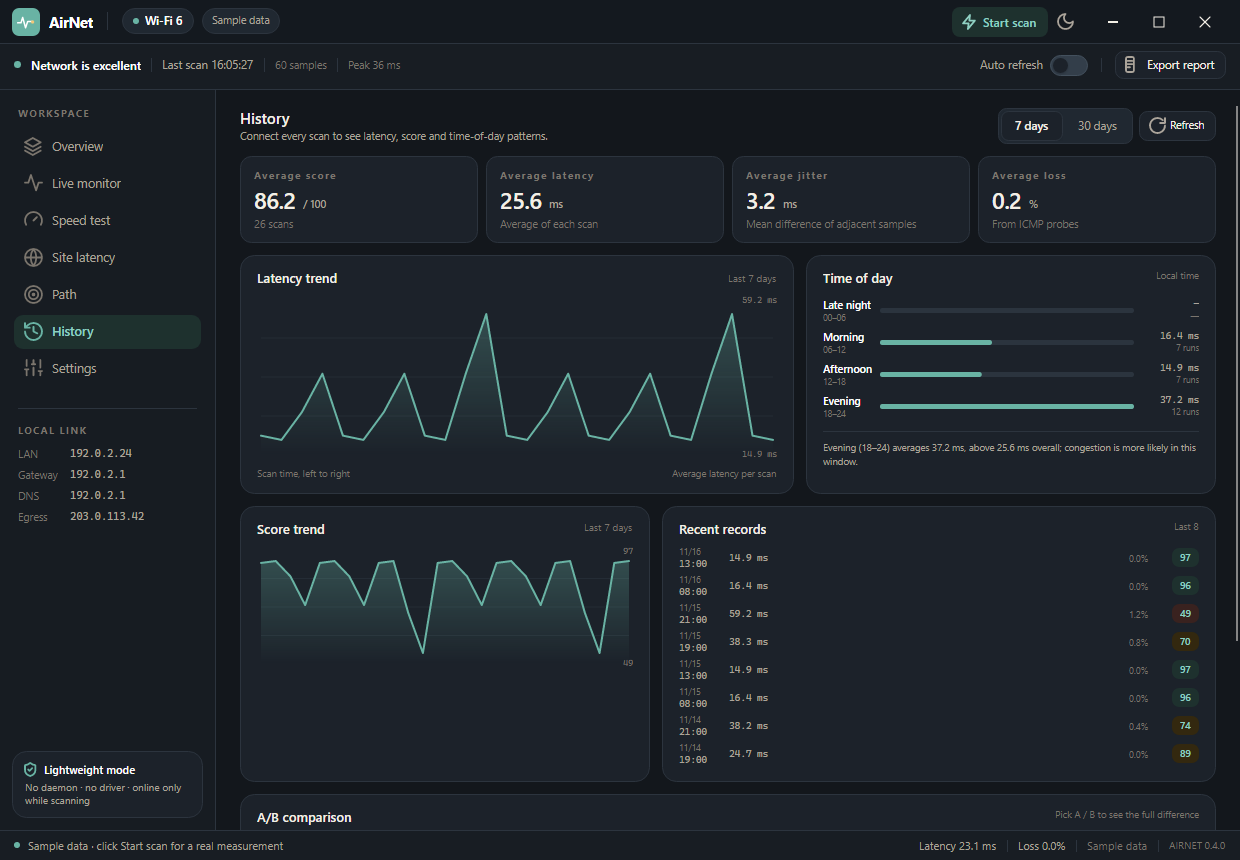 AirNet
Wi-Fi 6
Sample data
Start scan
Network is excellent
Last scan 16:05:27
60 samples
Peak 36 ms
Auto refresh
Export report
WORKSPACE
Overview
Live monitor
Speed test
Site latency
Path
History
Settings
LOCAL LINK
LAN 192.0.2.24
Gateway 192.0.2.1
DNS 192.0.2.1
Egress 203.0.113.42
Lightweight mode
No daemon · no driver · online only
while scanning
History
Connect every scan to see latency, score and time-of-day patterns.
7 days
30 days
Refresh
Average score
86.2 / 100
26 scans
Average latency
25.6 ms
Average of each scan
Average jitter
3.2 ms
Mean difference of adjacent samples
Average loss
0.2 %
From ICMP probes
Latency trend
Last 7 days
59.2 ms
14.9 ms
Scan time, left to right
Average latency per scan
Time of day
Local time
Late night –
00–06 —
Morning 16.4 ms
06–12 7 runs
Afternoon 14.9 ms
12–18 7 runs
Evening 37.2 ms
18–24 12 runs
Evening (18–24) averages 37.2 ms, above 25.6 ms overall; congestion is more likely in this
window.
Score trend
Last 7 days
97
49
Recent records
Last 8
11/16
13:00 14.9 ms 0.0% 97
11/16
08:00 16.4 ms 0.0% 96
11/15
21:00 59.2 ms 1.2% 49
11/15
19:00 38.3 ms 0.8% 70
11/15
13:00 14.9 ms 0.0% 97
11/15
08:00 16.4 ms 0.0% 96
11/14
21:00 38.2 ms 0.4% 74
11/14
19:00 24.7 ms 0.0% 89
A/B comparison
Pick A / B to see the full difference
Sample data · click Start scan for a real measurement
Latency 23.1 ms
Loss 0.0%
Sample data
AIRNET 0.4.0